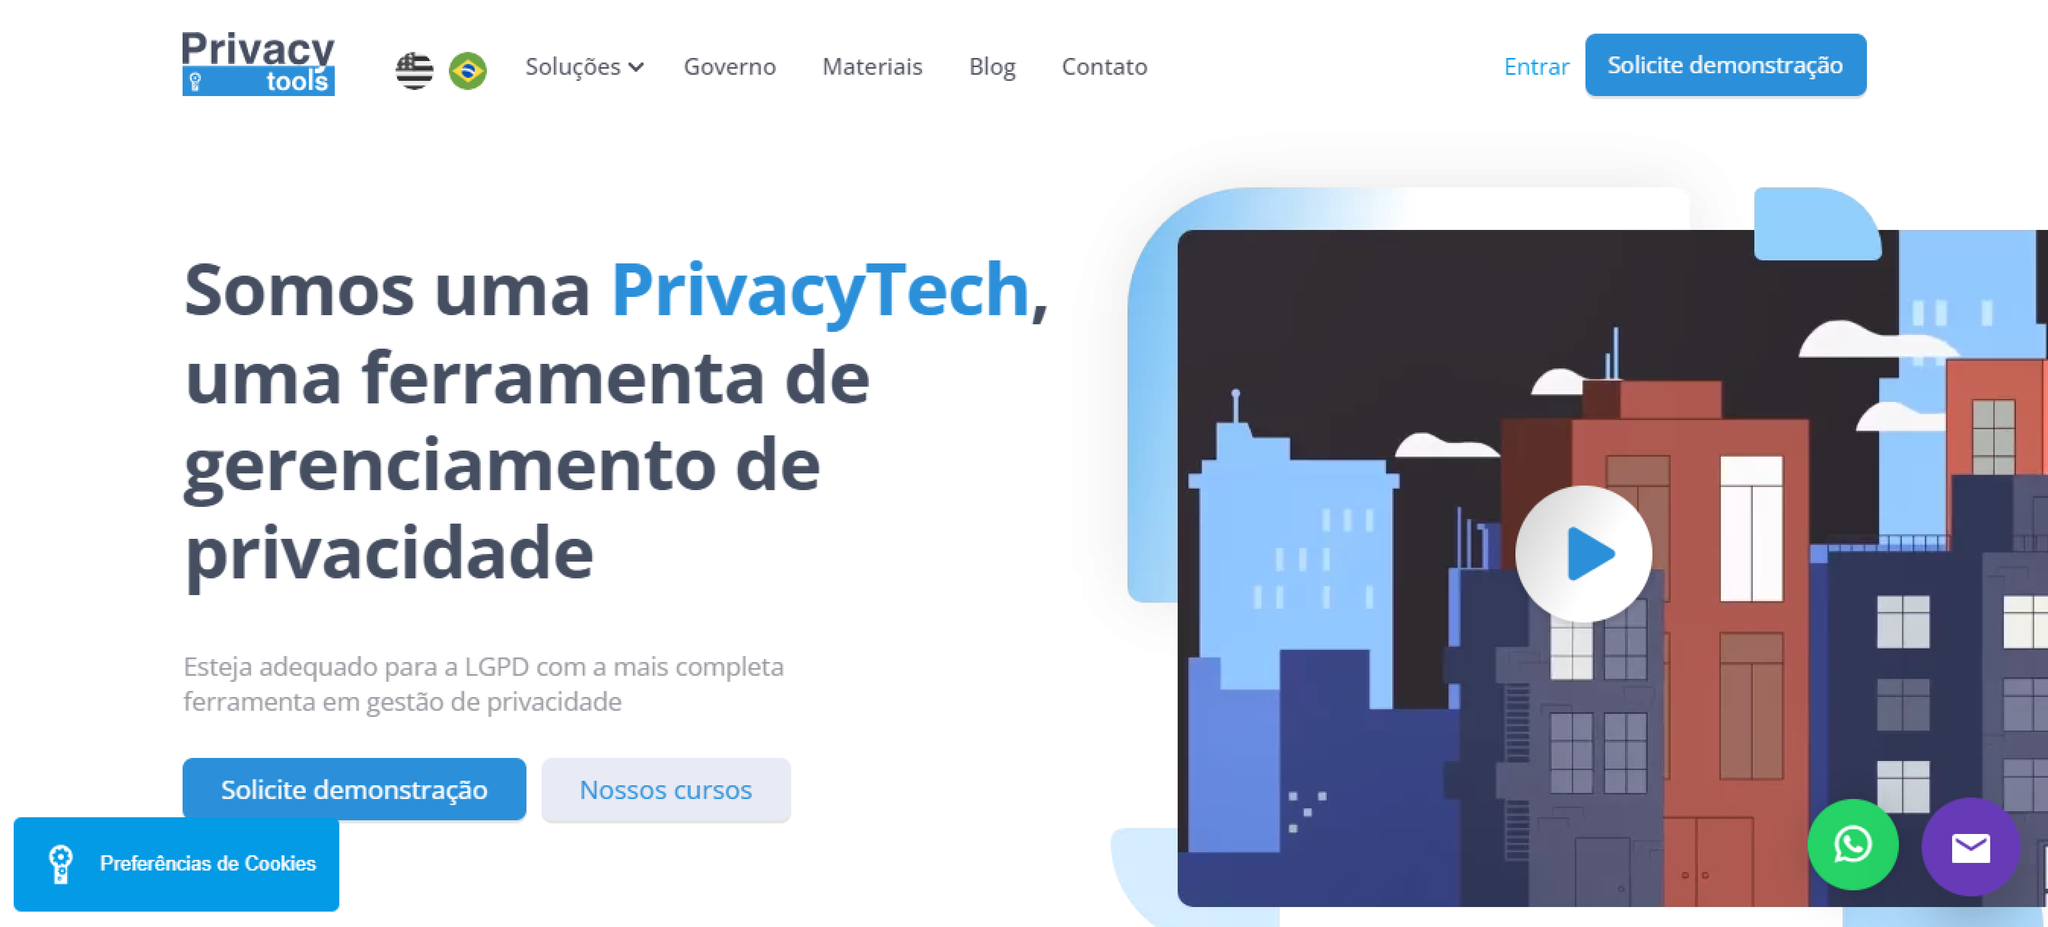 Privacy
tools
Soluções
Governo
Materiais
Blog
Contato
Entrar
Solicite demonstração
Somos uma PrivacyTech,
uma ferramenta de
gerenciamento de
privacidade
Esteja adequado para a LGPD com a mais completa
ferramenta em gestão de privacidade
Solicite demonstração
Nossos cursos
Preferências de Cookies